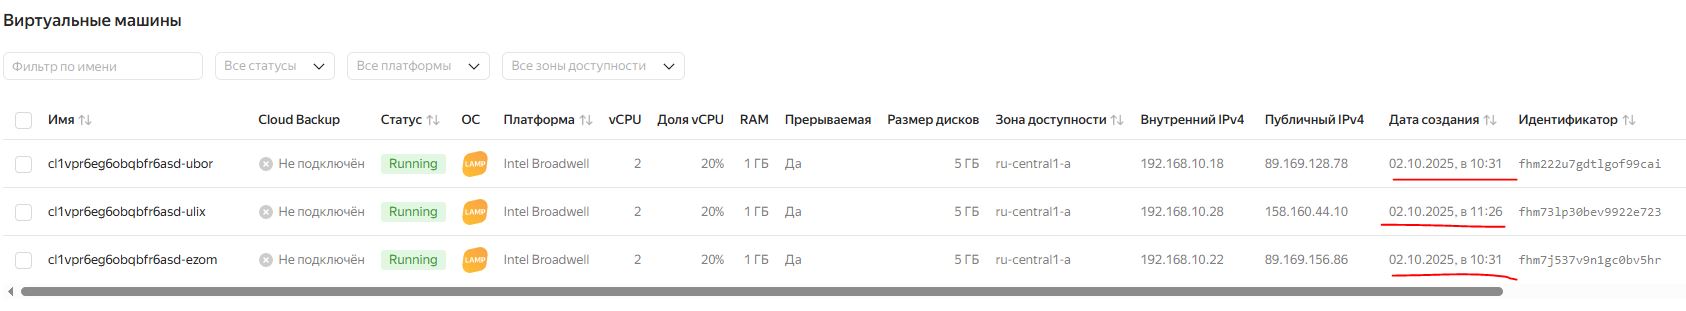 Виртуальные машины
Фильтр по имени Все статусы Все платформы Все зоны доступности
Имя Cloud Backup Статус ОС Платформа vCPU Доля vCPU RAM Прерываемая Размер дисков Зона доступности Внутренний IPv4 Публичный IPv4 Дата создания Идентификатор
cl1vpr6eg6obqbfr6asd-ubor Не подключён Running LAMP Intel Broadwell 2 20% 1 ГБ Да 5 ГБ ru-central1-a 192.168.10.18 89.169.128.78 02.10.2025, в 10:31 fhm222u7gdtlgof99cai
cl1vpr6eg6obqbfr6asd-ulix Не подключён Running LAMP Intel Broadwell 2 20% 1 ГБ Да 5 ГБ ru-central1-a 192.168.10.28 158.160.44.10 02.10.2025, в 11:26 fhm73lp30bev9922e723
cl1vpr6eg6obqbfr6asd-ezom Не подключён Running LAMP Intel Broadwell 2 20% 1 ГБ Да 5 ГБ ru-central1-a 192.168.10.22 89.169.156.86 02.10.2025, в 10:31 fhm7j537v9n1gc0bv5hr